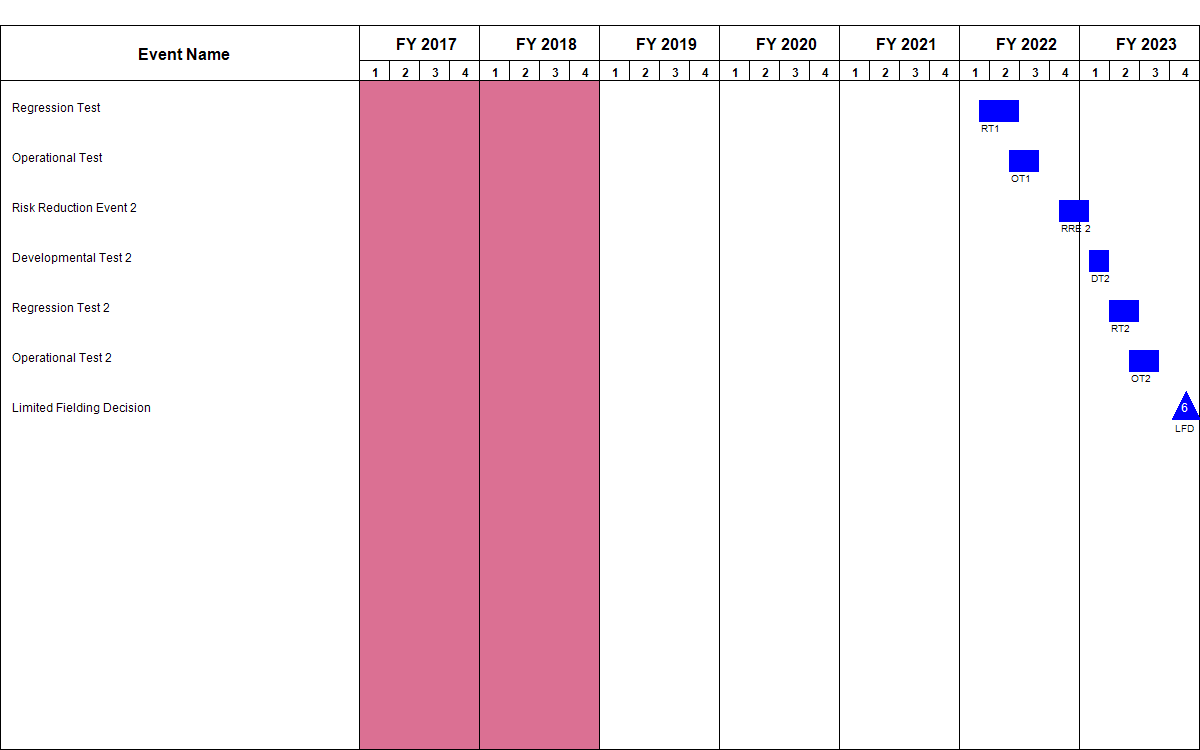 Event Name FY 2017 FY 2018 FY 2019 FY 2020 FY 2021 FY 2022 FY 2023
1 2 3 4 1 2 3 4 1 2 3 4 1 2 3 4 1 2 3 4 1 2 3 4 1 2 3 4
Regression Test
RT1
Operational Test
OT1
Risk Reduction Event 2
RRE 2
Developmental Test 2
DT2
Regression Test 2
RT2
Operational Test 2
OT2
Limited Fielding Decision 6
LFD